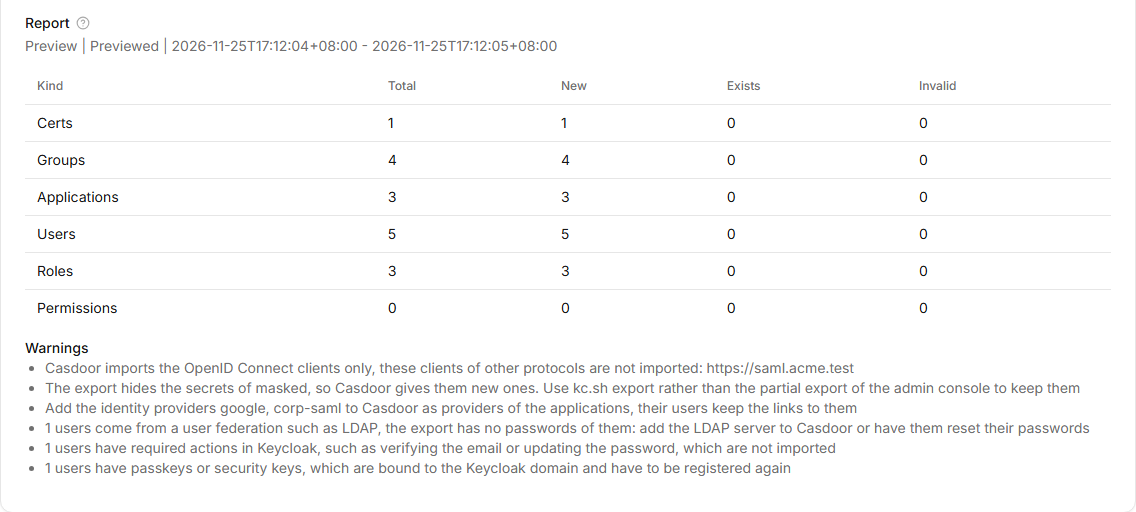 Report ?
Preview | Previewed | 2026-11-25T17:12:04+08:00 - 2026-11-25T17:12:05+08:00
Kind Total New Exists Invalid
Certs 1 1 0 0
Groups 4 4 0 0
Applications 3 3 0 0
Users 5 5 0 0
Roles 3 3 0 0
Permissions 0 0 0 0
Warnings
• Casdoor imports the OpenID Connect clients only, these clients of other protocols are not imported: https://saml.acme.test
• The export hides the secrets of masked, so Casdoor gives them new ones. Use kc.sh export rather than the partial export of the admin console to keep them
• Add the identity providers google, corp-saml to Casdoor as providers of the applications, their users keep the links to them
• 1 users come from a user federation such as LDAP, the export has no passwords of them: add the LDAP server to Casdoor or have them reset their passwords
• 1 users have required actions in Keycloak, such as verifying the email or updating the password, which are not imported
• 1 users have passkeys or security keys, which are bound to the Keycloak domain and have to be registered again